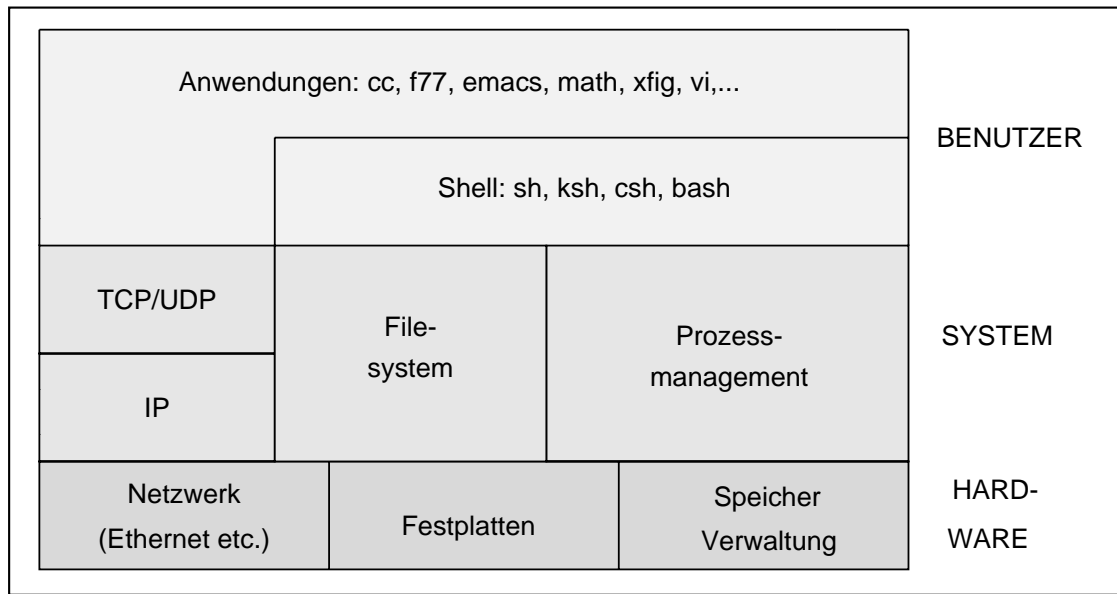 Anwendungen: cc, f77, emacs, math, xfig, vi,...
BENUTZER
Shell: sh, ksh, csh, bash
TCP/UDP
IP
File-
system
Prozess-
management
SYSTEM
Netzwerk
(Ethernet etc.)
Festplatten
Speicher
Verwaltung
HARD-
WARE